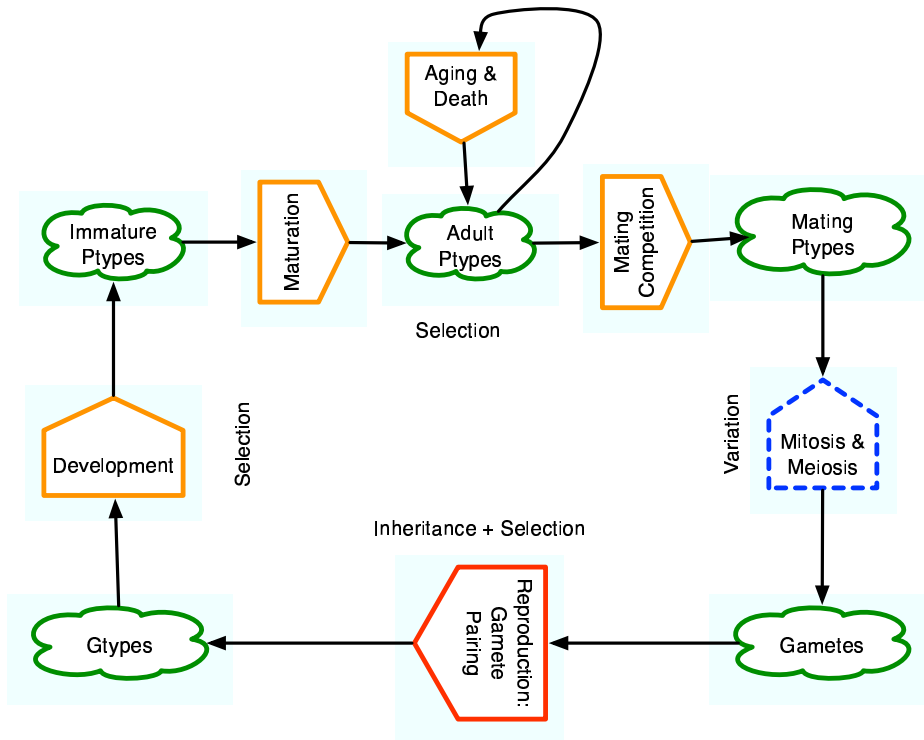 Aging &
Death
Immature
Ptypes
Maturation
Adult
Ptypes
Mating
Competition
Mating
Ptypes
Selection
Selection
Variation
Development
Mitosis &
Meiosis
Inheritance + Selection
Gtypes
Reproduction:
Gamete
Pairing
Gametes